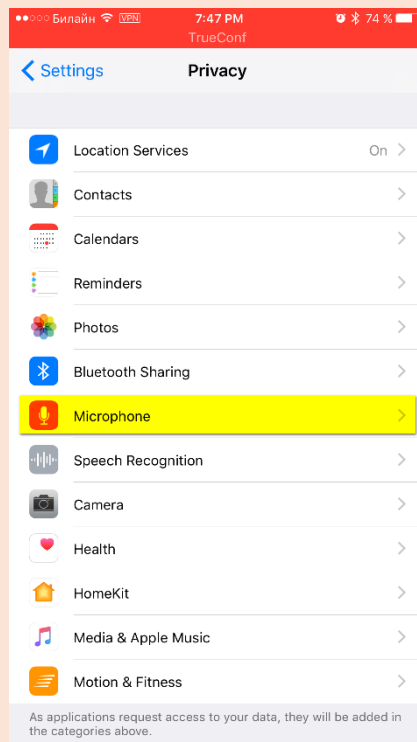 Билайн VPN 7:47 PM 74 %
TrueConf
Settings Privacy
Location Services On
Contacts
Calendars
Reminders
Photos
Bluetooth Sharing
Microphone
Speech Recognition
Camera
Health
HomeKit
Media & Apple Music
Motion & Fitness
As applications request access to your data, they will be added in
the categories above.